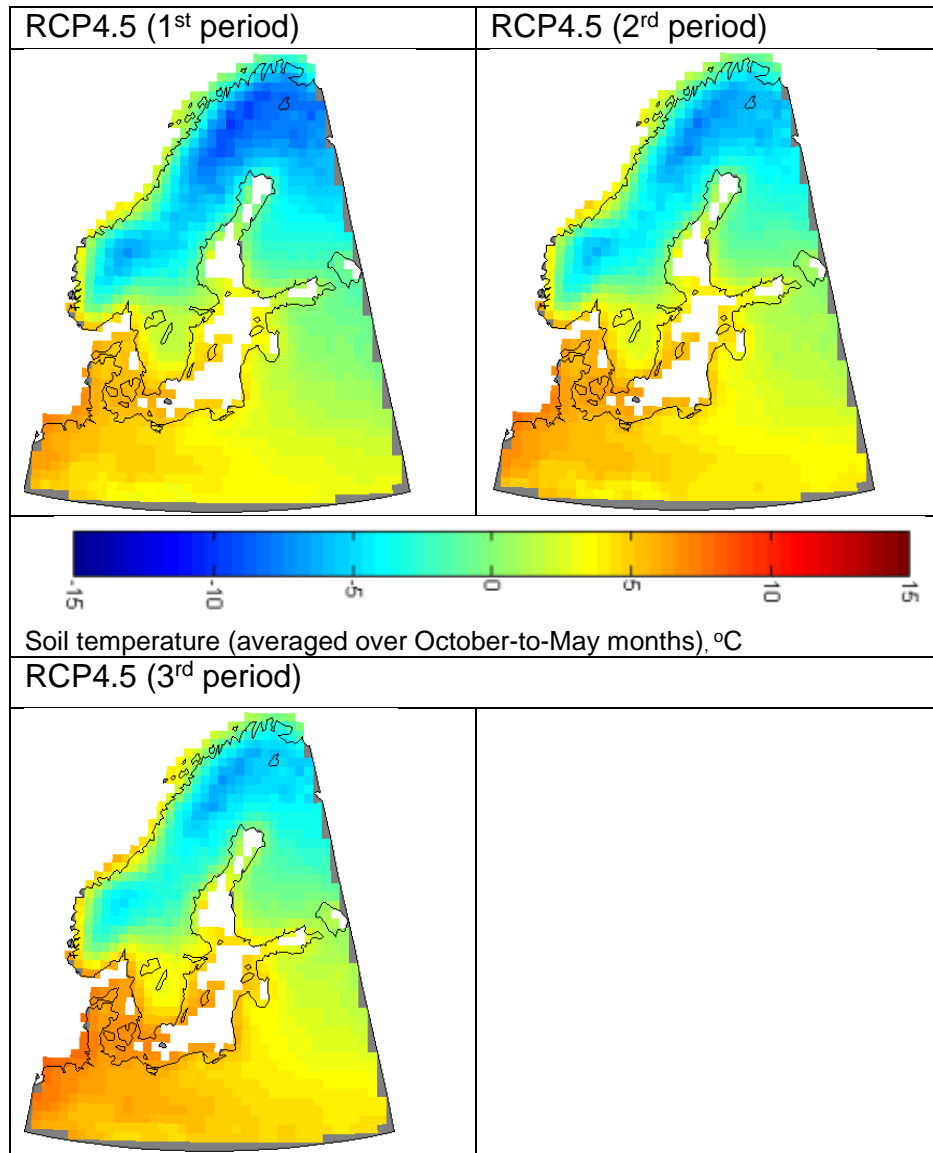 RCP4.5 (1st period)
RCP4.5 (2rd period)
-15 -10 -5 0 5 10 15
Soil temperature (averaged over October-to-May months), oC
RCP4.5 (3rd period)